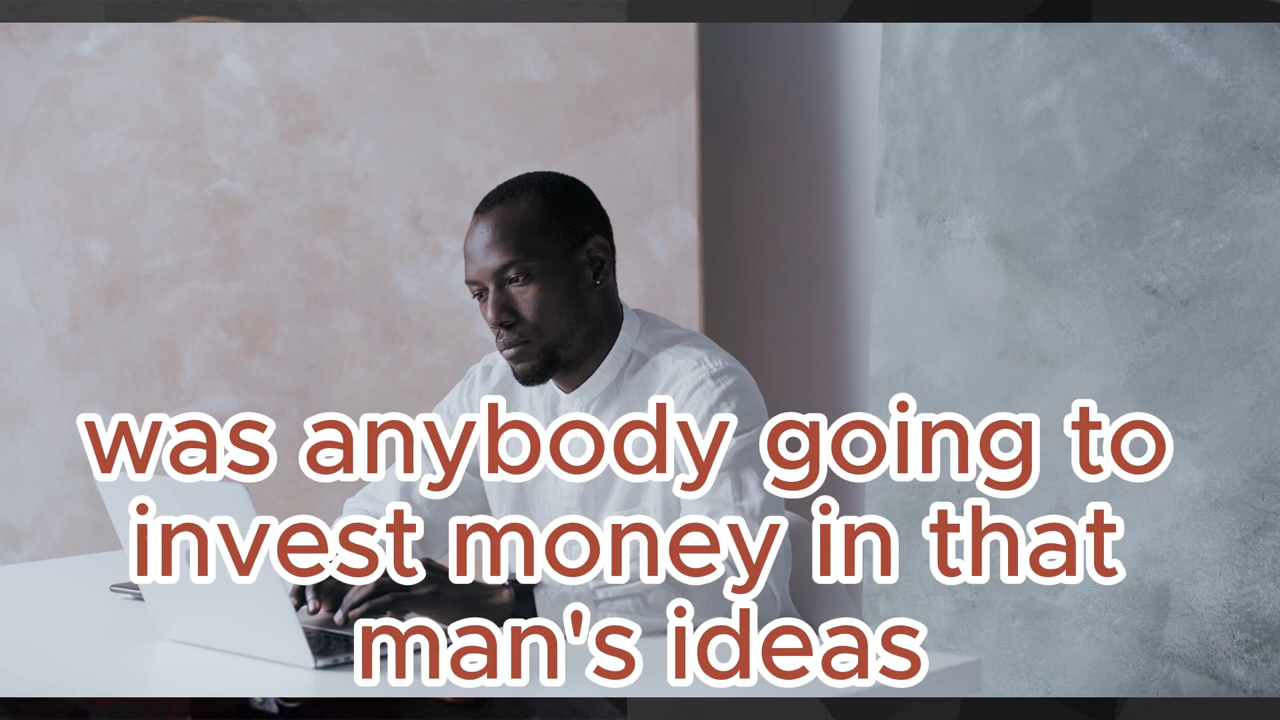 was anybody going to
invest money in that
man's ideas